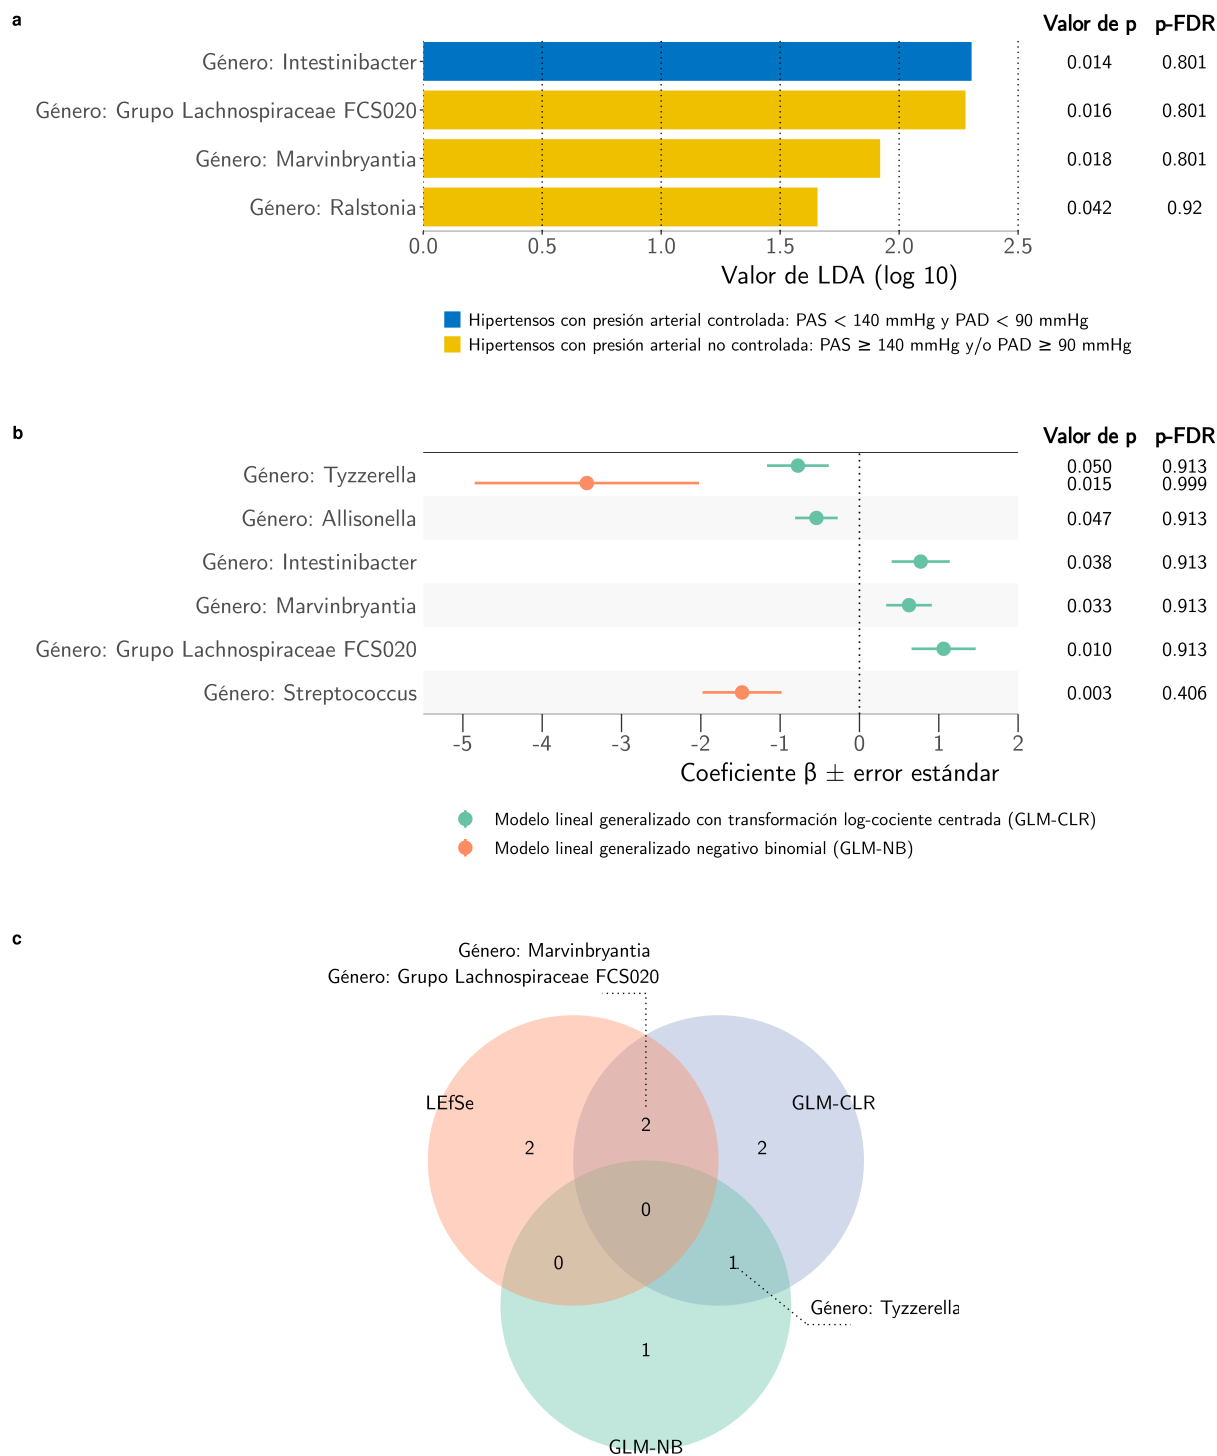 a
Valor de p p-FDR
Género: Intestinibacter 0.014 0.801
Género: Grupo Lachnospiraceae FCS020 0.016 0.801
Género: Marvinbryantia 0.018 0.801
Género: Ralstonia 0.042 0.92
0.0 0.5 1.0 1.5 2.0 2.5
Valor de LDA (log 10)
Hipertensos con presión arterial controlada: PAS < 140 mmHg y PAD < 90 mmHg
Hipertensos con presión arterial no controlada: PAS ≥ 140 mmHg y/o PAD ≥ 90 mmHg
b
Valor de p p-FDR
Género: Tyzzerella
0.050 0.913
0.015 0.999
Género: Allisonella 0.047 0.913
Género: Intestinibacter 0.038 0.913
Género: Marvinbryantia 0.033 0.913
Género: Grupo Lachnospiraceae FCS020 0.010 0.913
Género: Streptococcus 0.003 0.406
-5 -4 -3 -2 -1 0 1 2
Coeficiente β ± error estándar
Modelo lineal generalizado con transformación log-cociente centrada (GLM-CLR)
Modelo lineal generalizado negativo binomial (GLM-NB)
c
Género: Marvinbryantia
Género: Grupo Lachnospiraceae FCS020
LEfSe GLM-CLR
2
2 2
0
0 1
Género: Tyzzerella
1
GLM-NB